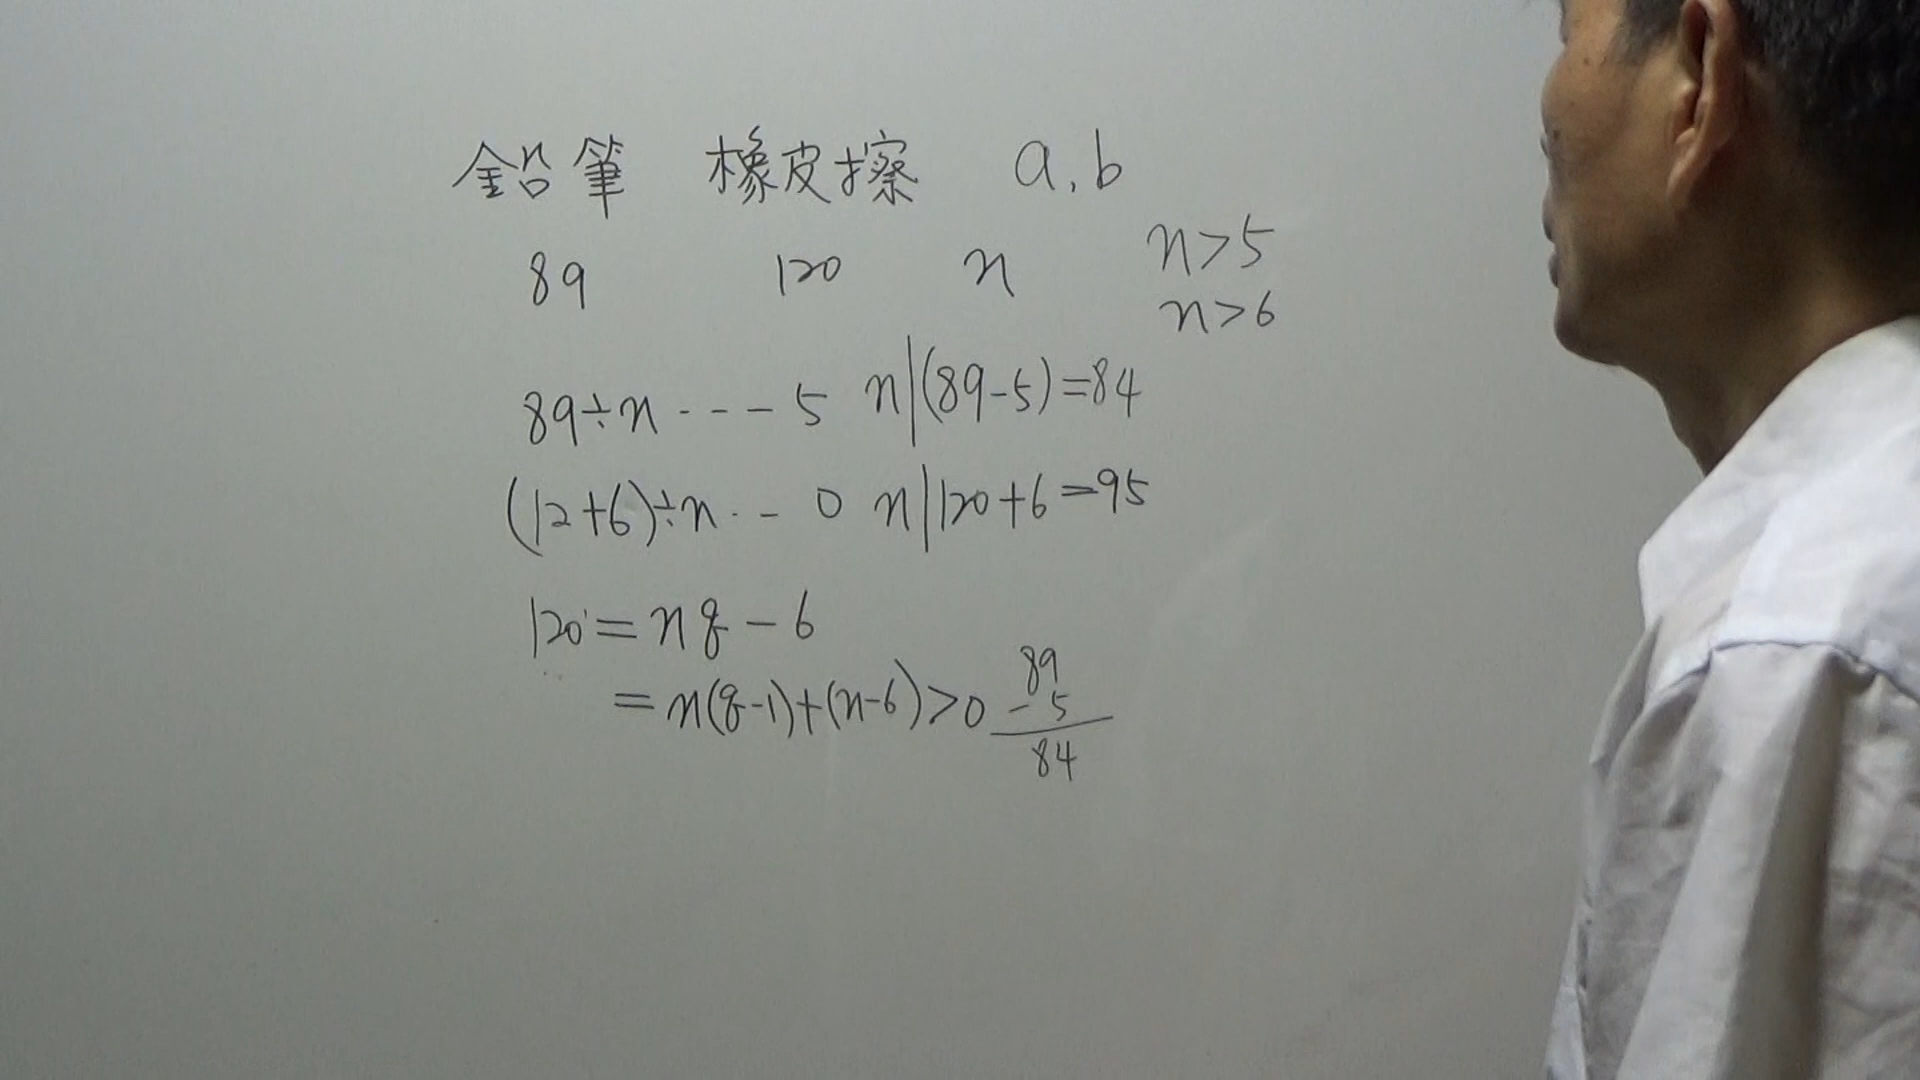 鉛筆 橡皮擦 a,b
89 120 n n>5
n>6
89÷n ---- 5 n|(89-5)=84
(12+6)÷n -- 0 n|120+6=95
120=nq-6
=n(q-1)+(n-6)>0
89
-5
84